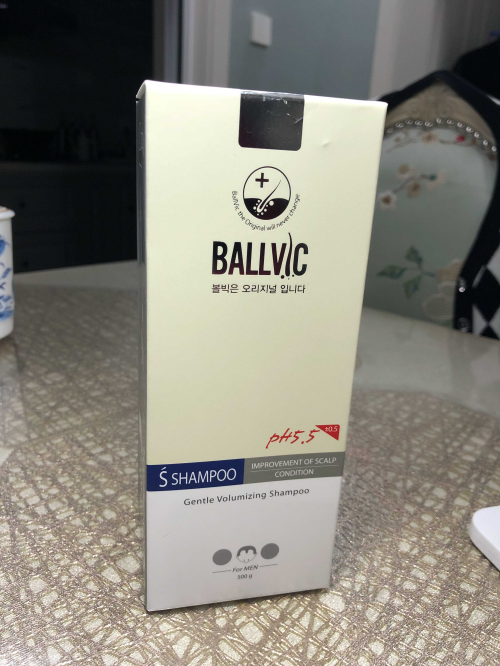 BallVic the Original will never change
BALLVIC
볼빅은 오리지널 입니다
pH5.5 ±0.5
Ś SHAMPOO
IMPROVEMENT OF SCALP
CONDITION
Gentle Volumizing Shampoo
For MEN
500 g